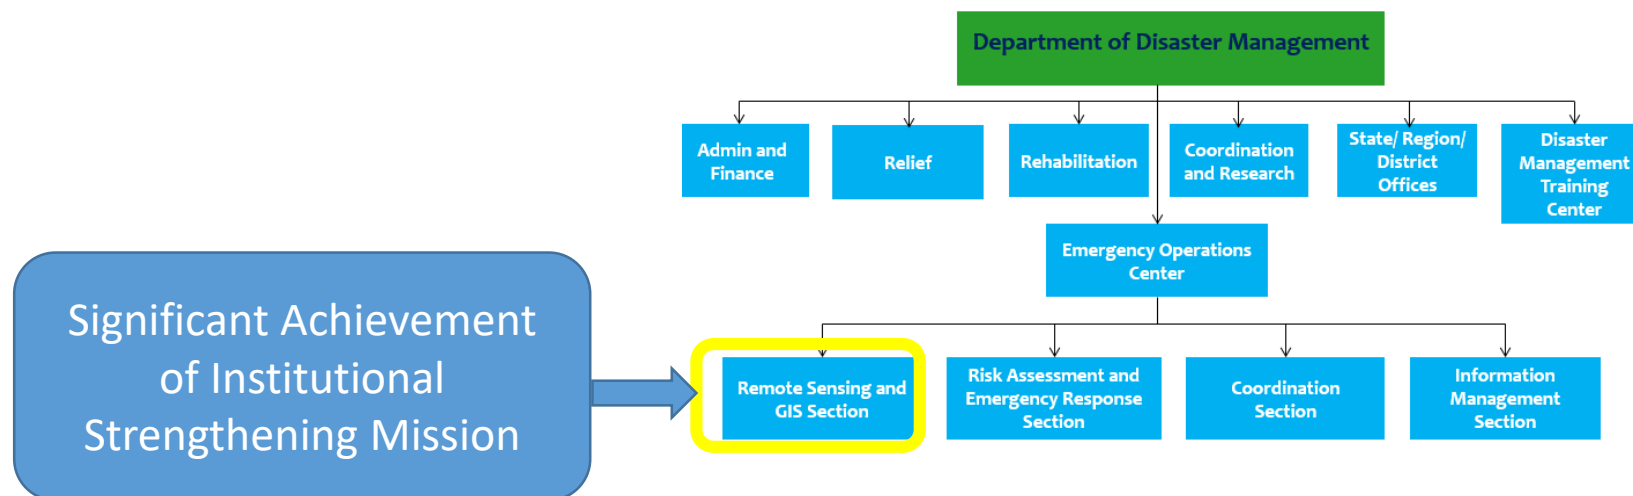 Department of Disaster Management
Admin and
Finance
Relief
Rehabilitation
Coordination
and Research
State/ Region/
District
Offices
Disaster
Management
Training
Center
Emergency Operations
Center
Significant Achievement
of Institutional
Strengthening Mission
Remote Sensing and
GIS Section
Risk Assessment and
Emergency Response
Section
Coordination
Section
Information
Management
Section